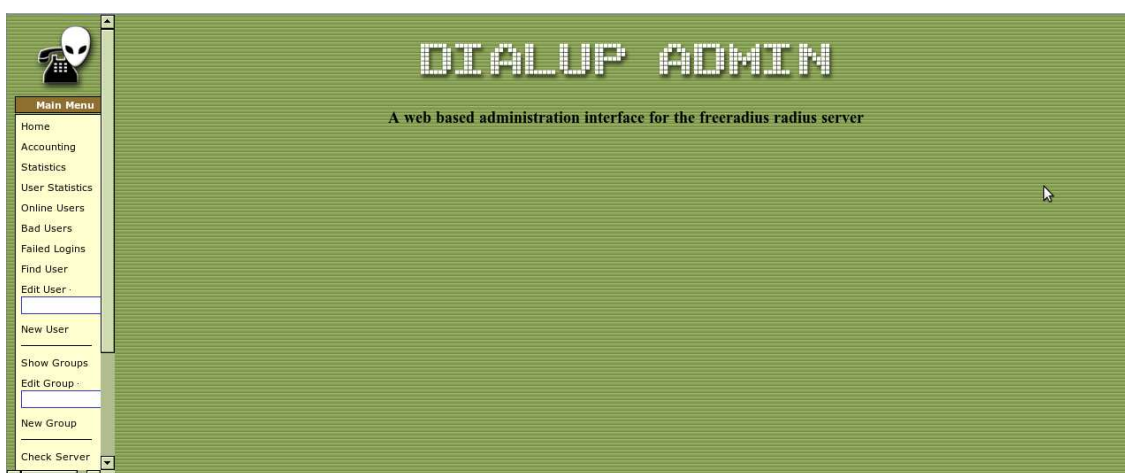 DIALUP ADMIN
A web based administration interface for the freeradius radius server
Main Menu
Home
Accounting
Statistics
User Statistics
Online Users
Bad Users
Failed Logins
Find User
Edit User ·
New User
Show Groups
Edit Group ·
New Group
Check Server